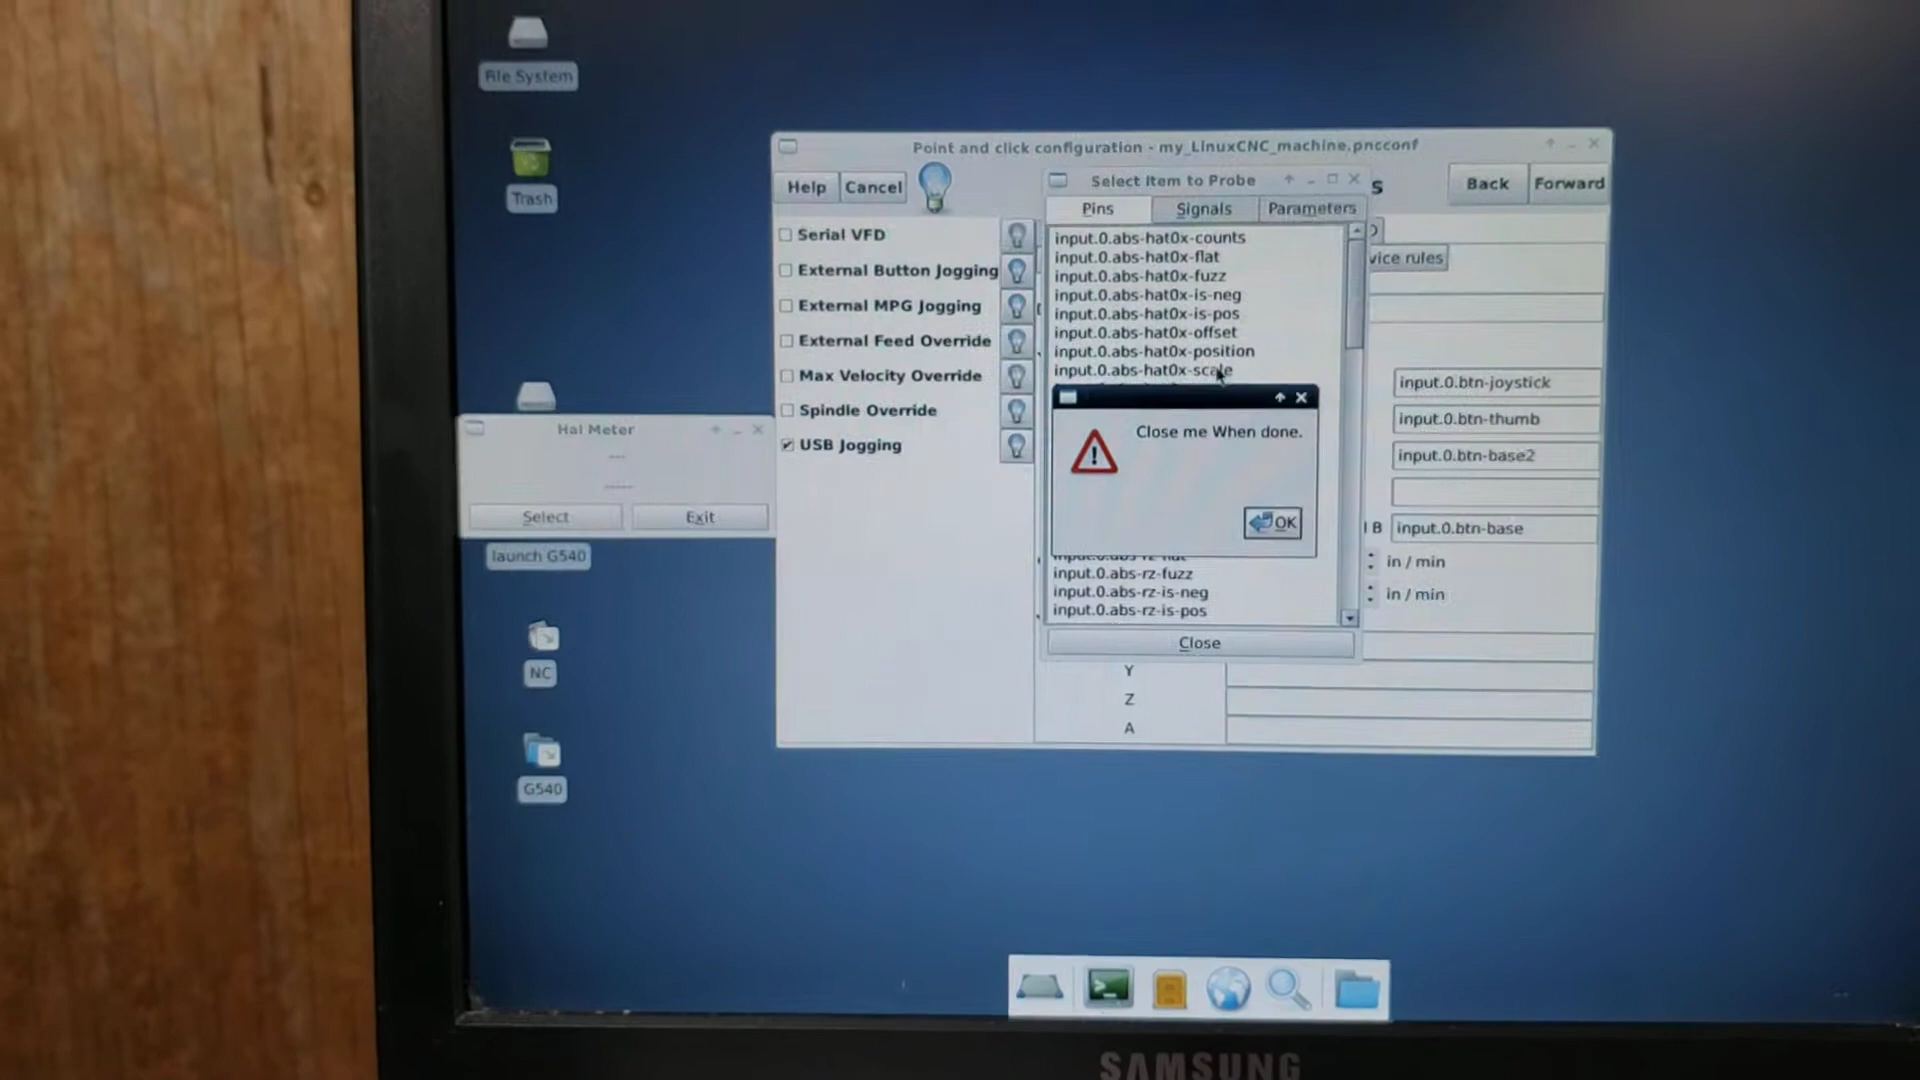 File System
Trash
launch G540
NC
G540
Hal Meter
---
-----
Select
Exit
Point and click configuration - my_LinuxCNC_machine.pncconf
Help
Cancel
Back
Forward
Serial VFD
External Button Jogging
External MPG Jogging
External Feed Override
Max Velocity Override
Spindle Override
USB Jogging
Select Item to Probe
Pins
Signals
Parameters
input.0.abs-hat0x-counts
input.0.abs-hat0x-flat
input.0.abs-hat0x-fuzz
input.0.abs-hat0x-is-neg
input.0.abs-hat0x-is-pos
input.0.abs-hat0x-offset
input.0.abs-hat0x-position
input.0.abs-hat0x-scale
Close me When done.
OK
input.0.abs-rz-fuzz
input.0.abs-rz-is-neg
input.0.abs-rz-is-pos
Close
s
vice rules
input.0.btn-joystick
input.0.btn-thumb
input.0.btn-base2
B input.0.btn-base
in / min
in / min
Y
Z
A
SAMSUNG